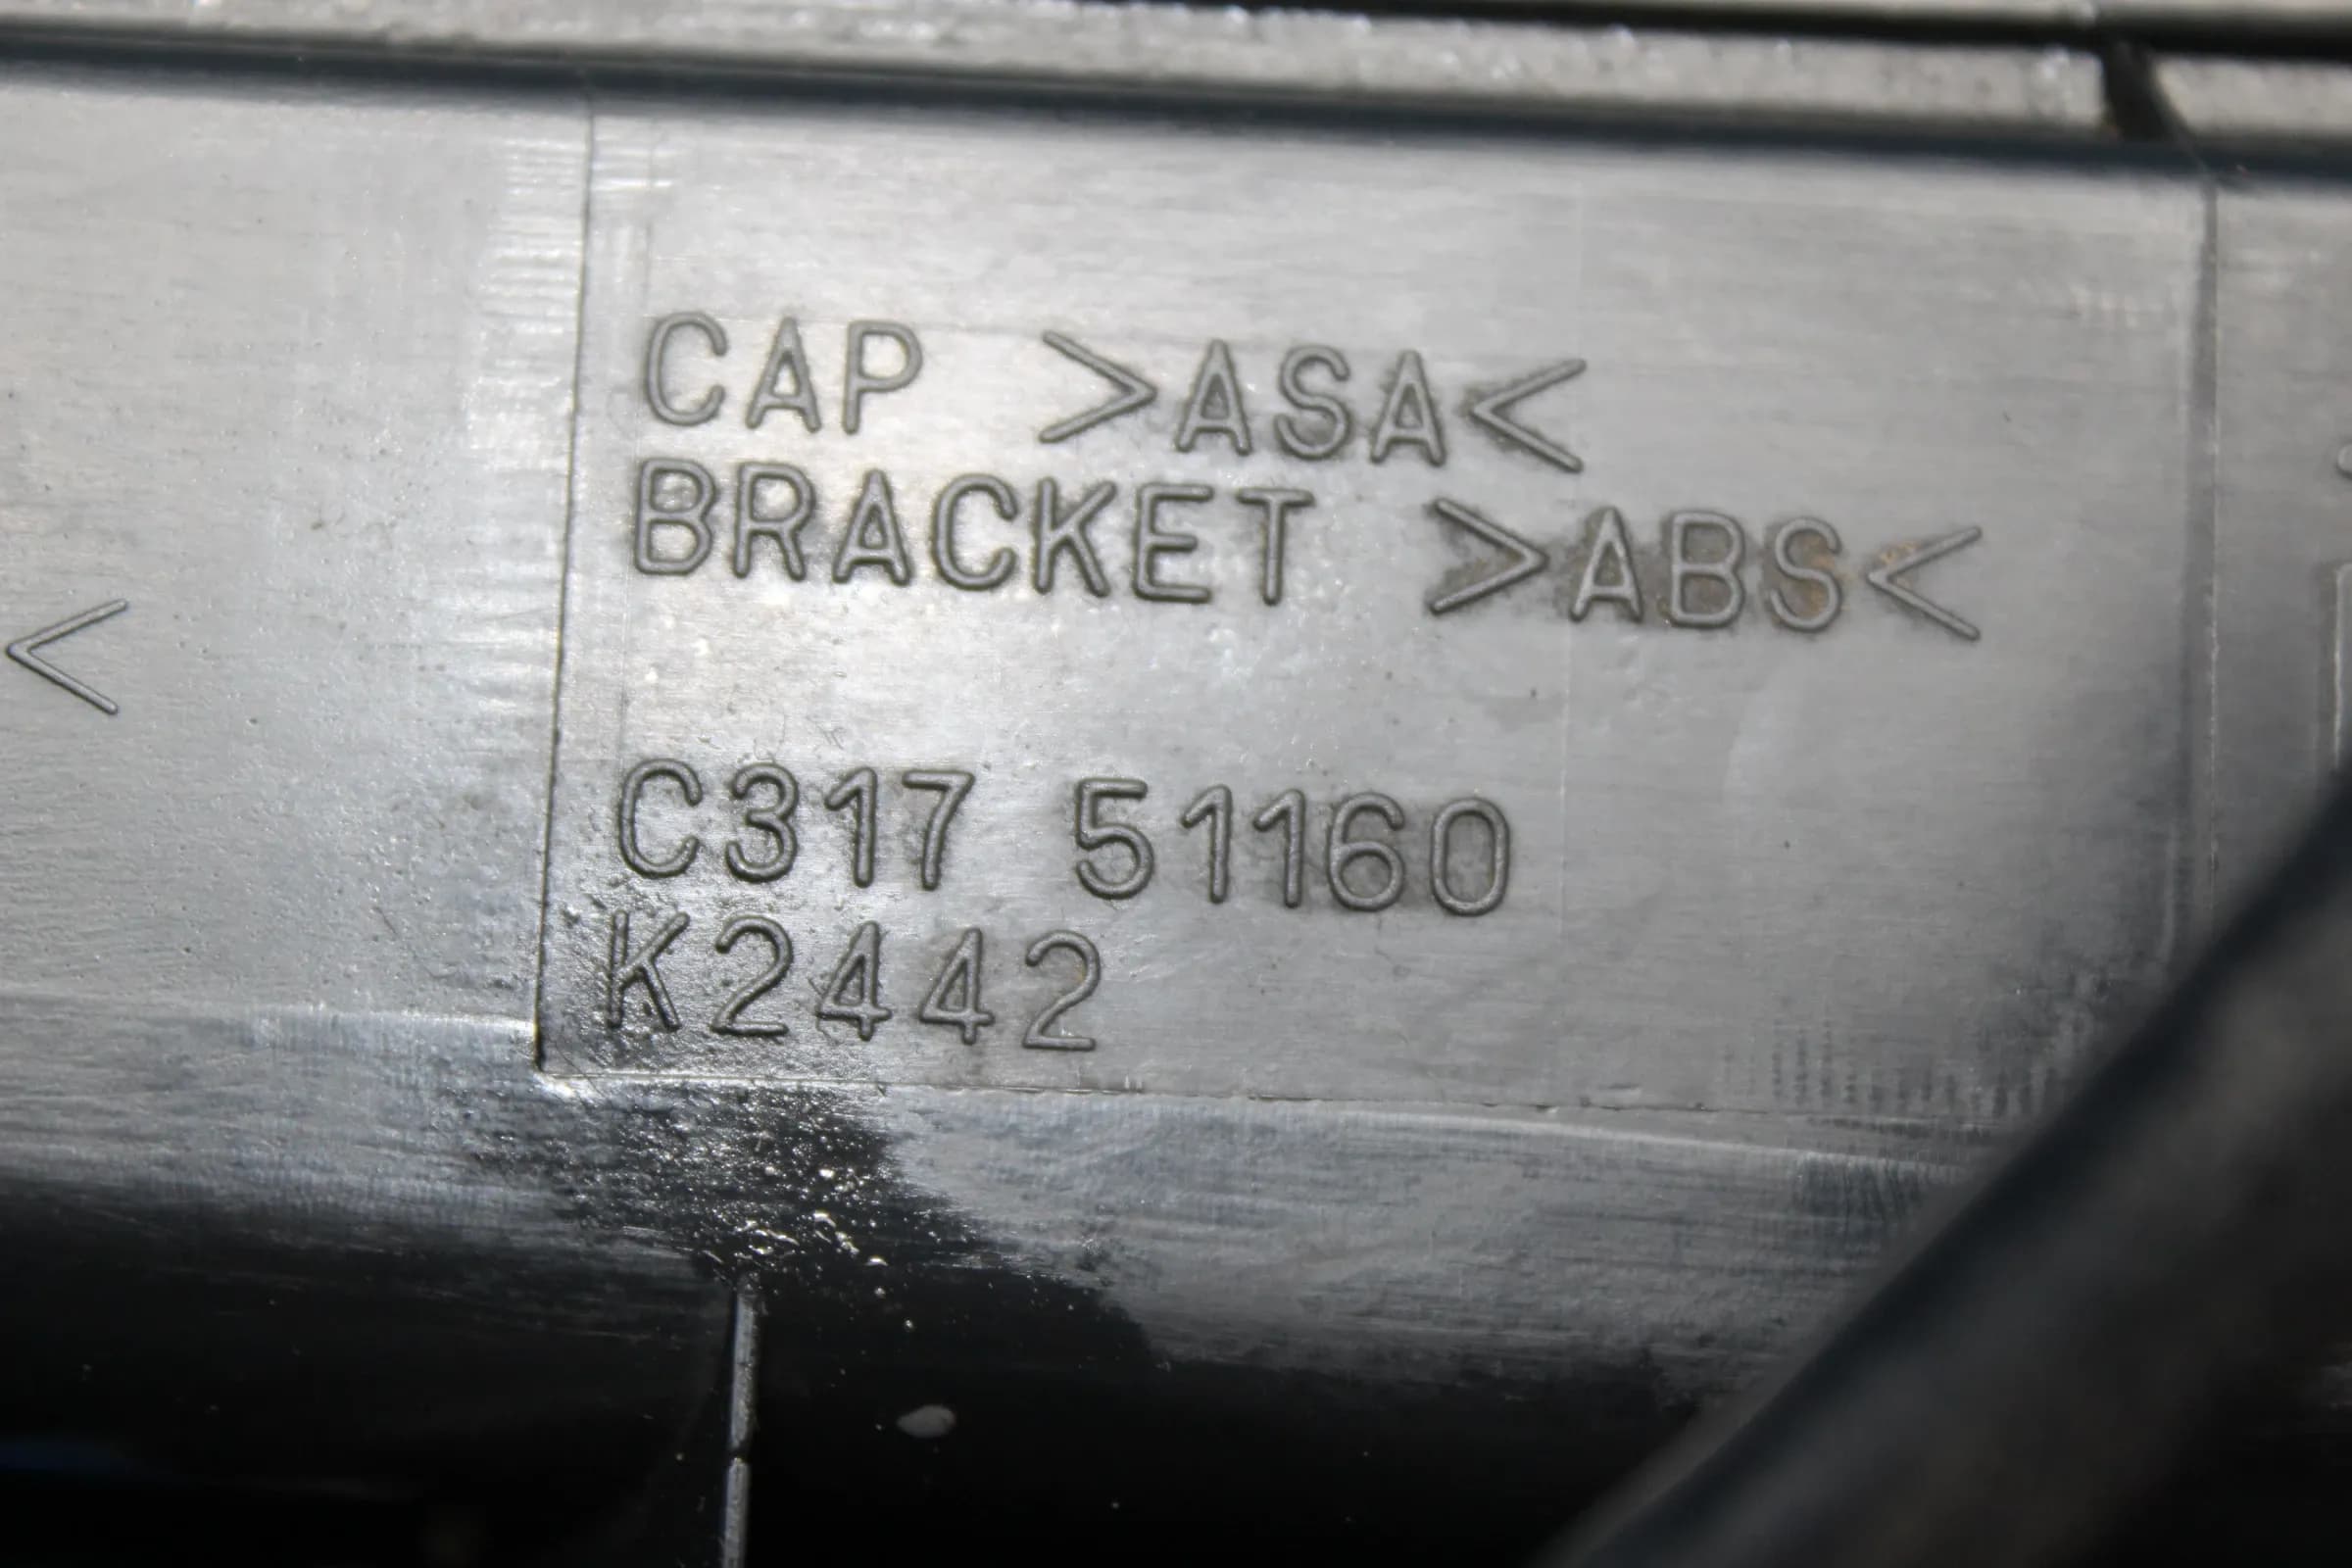 CAP >ASA<
BRACKET >ABS<
C317 51160
K2442
<